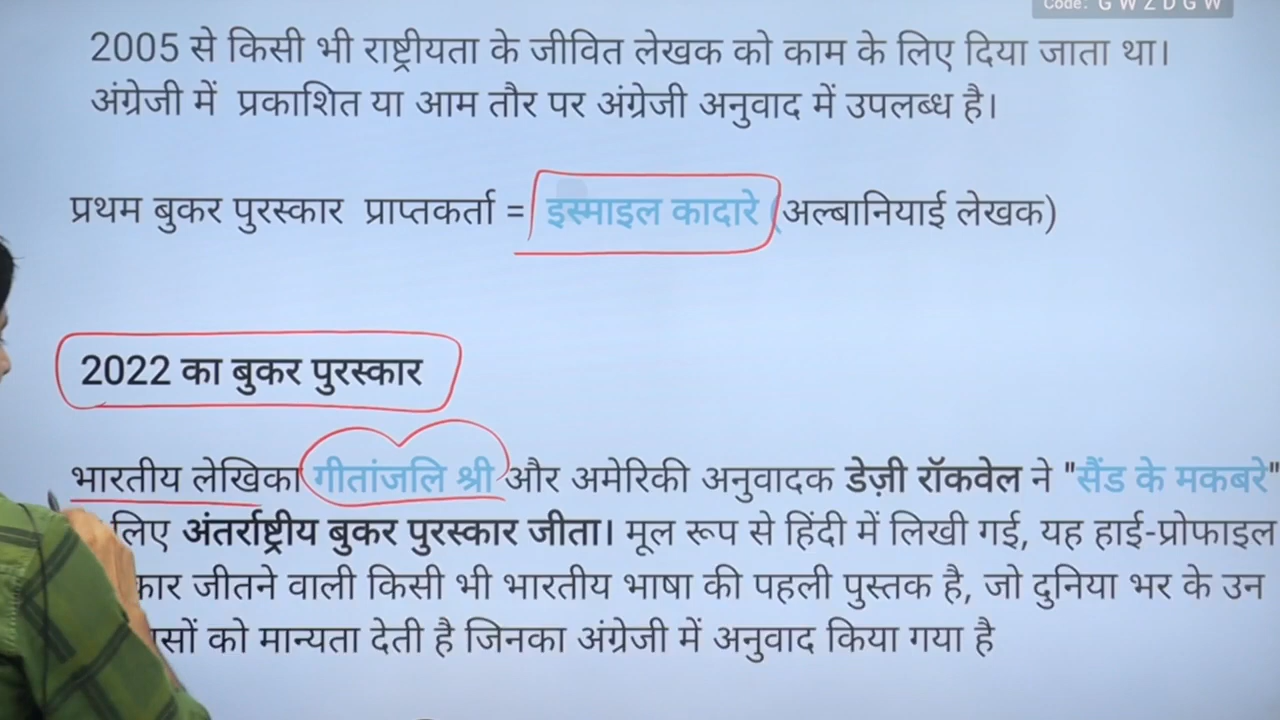 Code: G W Z D G W
2005 से किसी भी राष्ट्रीयता के जीवित लेखक को काम के लिए दिया जाता था।
अंग्रेजी में प्रकाशित या आम तौर पर अंग्रेजी अनुवाद में उपलब्ध है।
प्रथम बुकर पुरस्कार प्राप्तकर्ता = इस्माइल कादारे (अल्बानियाई लेखक)
2022 का बुकर पुरस्कार
भारतीय लेखिका गीतांजलि श्री और अमेरिकी अनुवादक डेज़ी रॉकवेल ने "सैंड के मकबरे"
लिए अंतर्राष्ट्रीय बुकर पुरस्कार जीता। मूल रूप से हिंदी में लिखी गई, यह हाई-प्रोफाइल
जीतने वाली किसी भी भारतीय भाषा की पहली पुस्तक है, जो दुनिया भर के उन
को मान्यता देती है जिनका अंग्रेजी में अनुवाद किया गया है